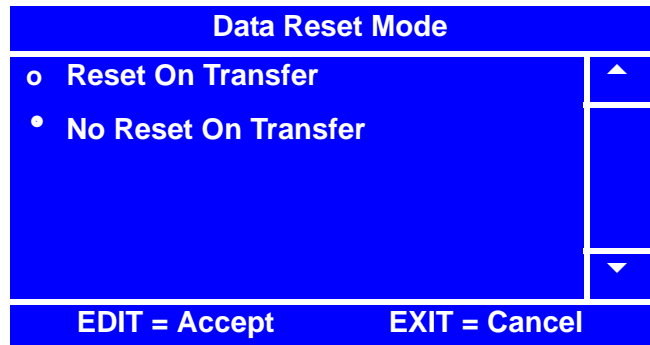 Data Reset Mode
o Reset On Transfer
No Reset On Transfer
EDIT = Accept EXIT = Cancel